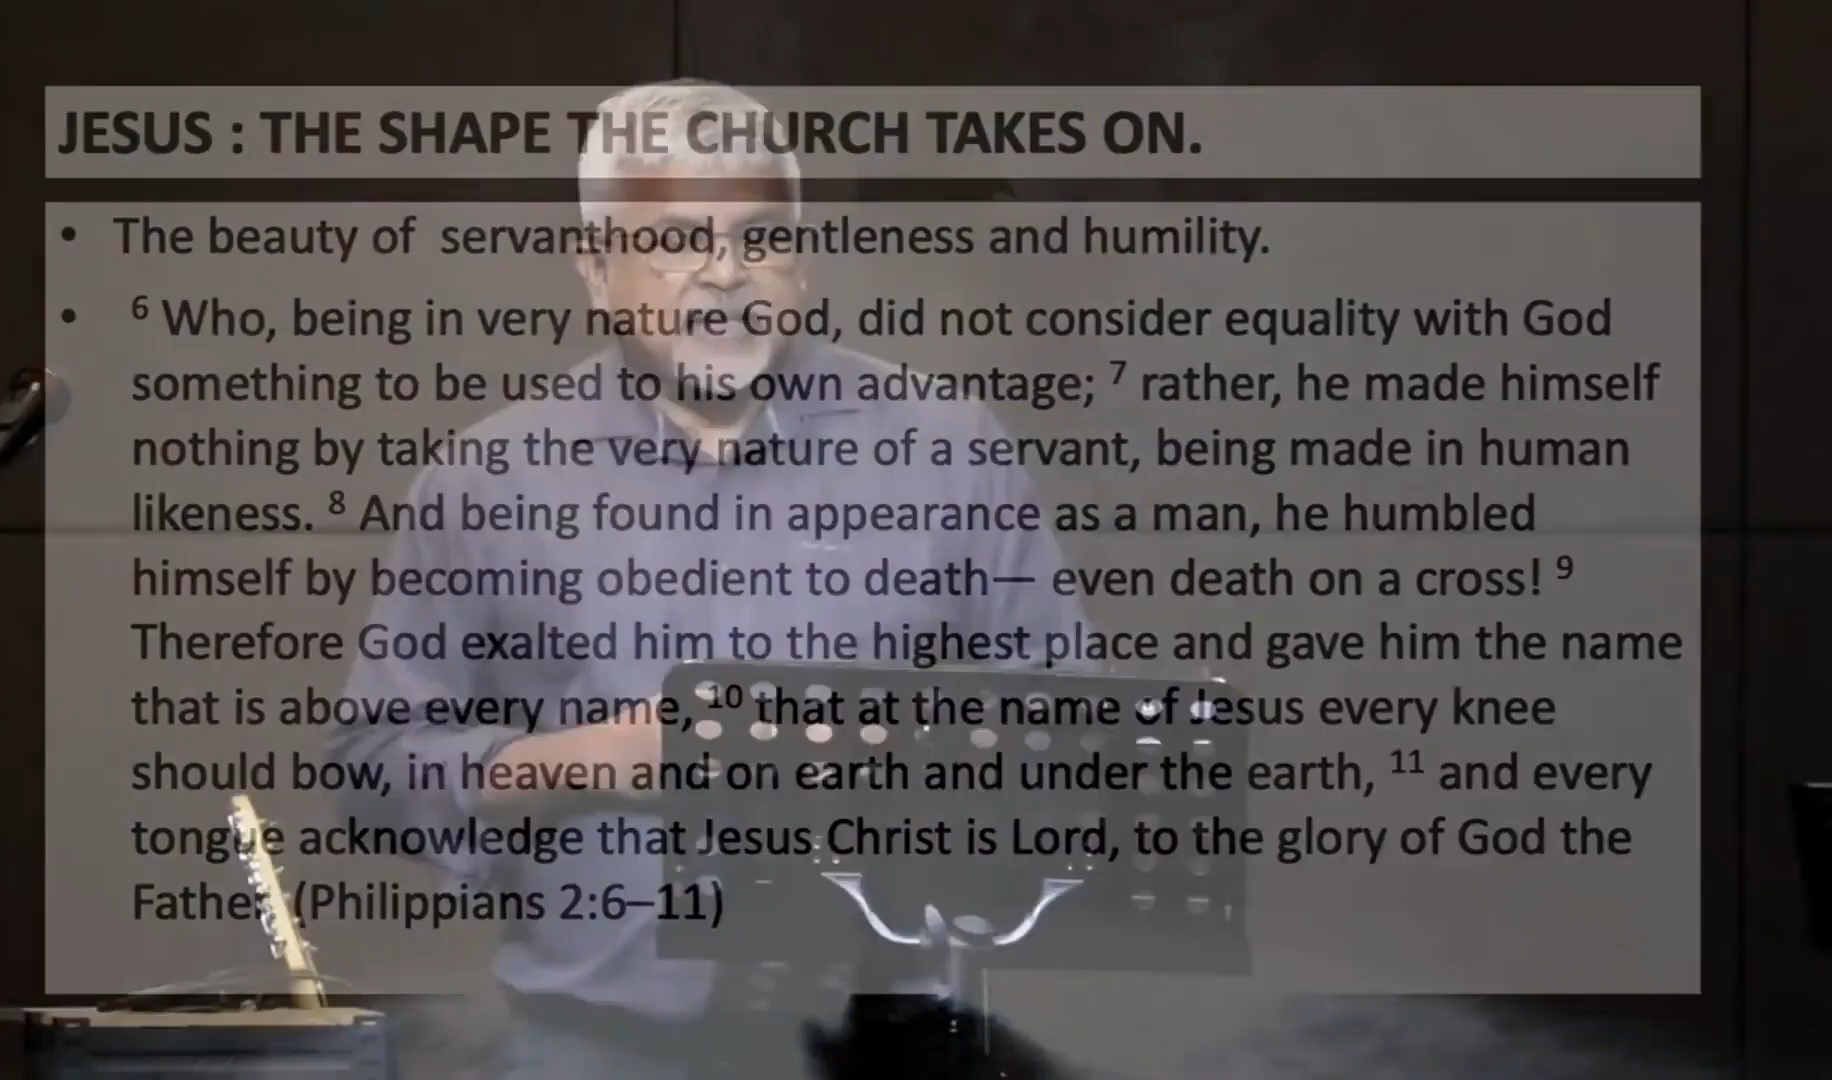 JESUS : THE SHAPE THE CHURCH TAKES ON.
• The beauty of servanthood, gentleness and humility.
• ⁶ Who, being in very nature God, did not consider equality with God
something to be used to his own advantage; ⁷ rather, he made himself
nothing by taking the very nature of a servant, being made in human
likeness. ⁸ And being found in appearance as a man, he humbled
himself by becoming obedient to death— even death on a cross! ⁹
Therefore God exalted him to the highest place and gave him the name
that is above every name, ¹⁰ that at the name of Jesus every knee
should bow, in heaven and on earth and under the earth, ¹¹ and every
tongue acknowledge that Jesus Christ is Lord, to the glory of God the
Father. (Philippians 2:6–11)